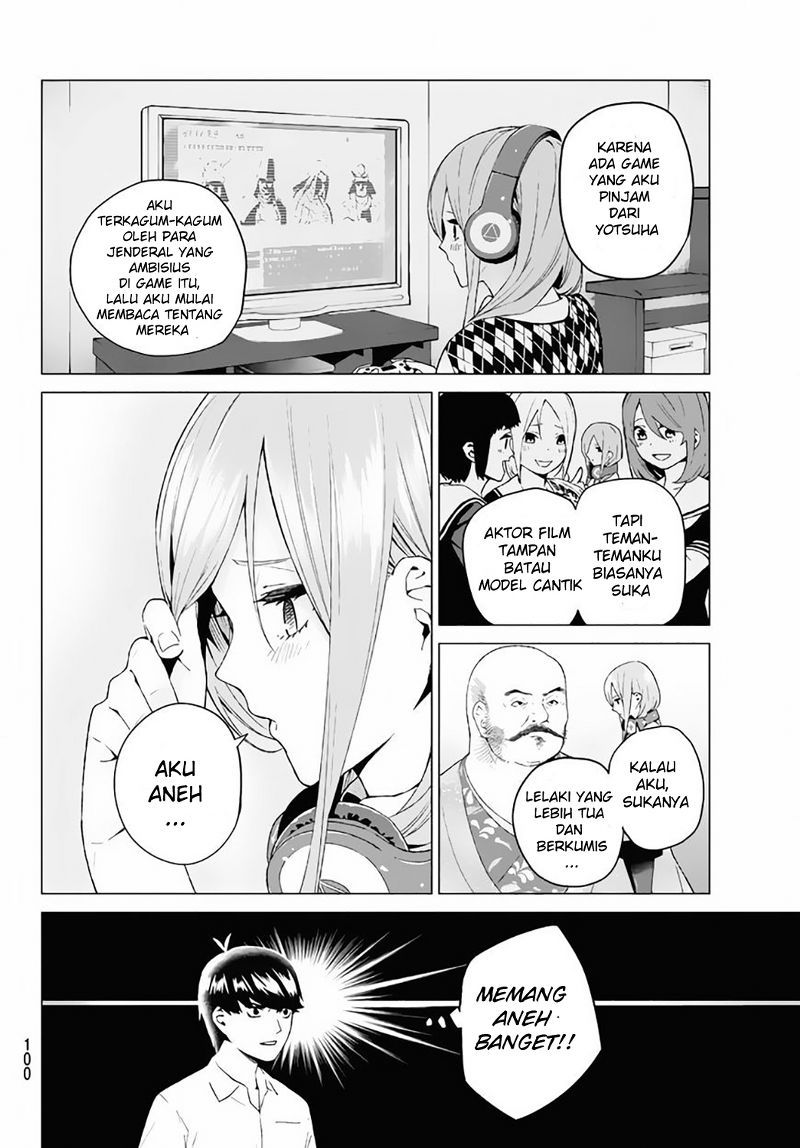 KARENA
ADA GAME
YANG AKU
PINJAM
DARI
YOTSUHA
AKU
TERKAGUM-KAGUM
OLEH PARA
JENDERAL YANG
AMBISIUS
DI GAME ITU,
LALU AKU MULAI
MEMBACA TENTANG
MEREKA
TAPI
TEMAN-
TEMANKU
BIASANYA
SUKA
AKTOR FILM
TAMPAN
BATAU
MODEL CANTIK
KALAU
AKU,
SUKANYA
LELAKI YANG
LEBIH TUA
DAN
BERKUMIS
...
AKU
ANEH
...
MEMANG
ANEH
BANGET!!
100